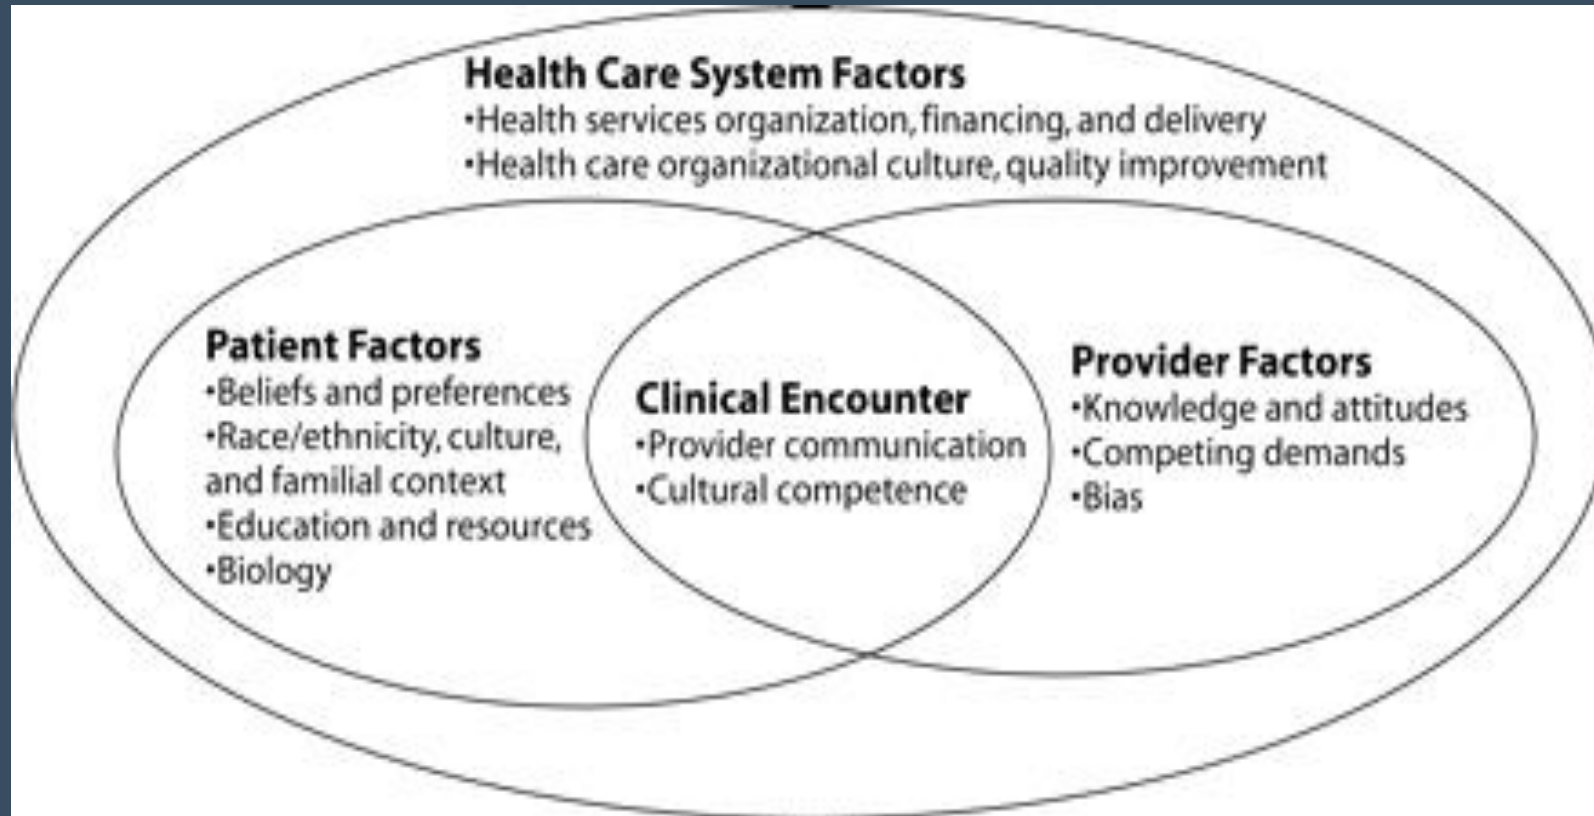 Health Care System Factors
•Health services organization, financing, and delivery
•Health care organizational culture, quality improvement
Patient Factors
•Beliefs and preferences
•Race/ethnicity, culture,
and familial context
•Education and resources
•Biology
Clinical Encounter
•Provider communication
•Cultural competence
Provider Factors
•Knowledge and attitudes
•Competing demands
•Bias